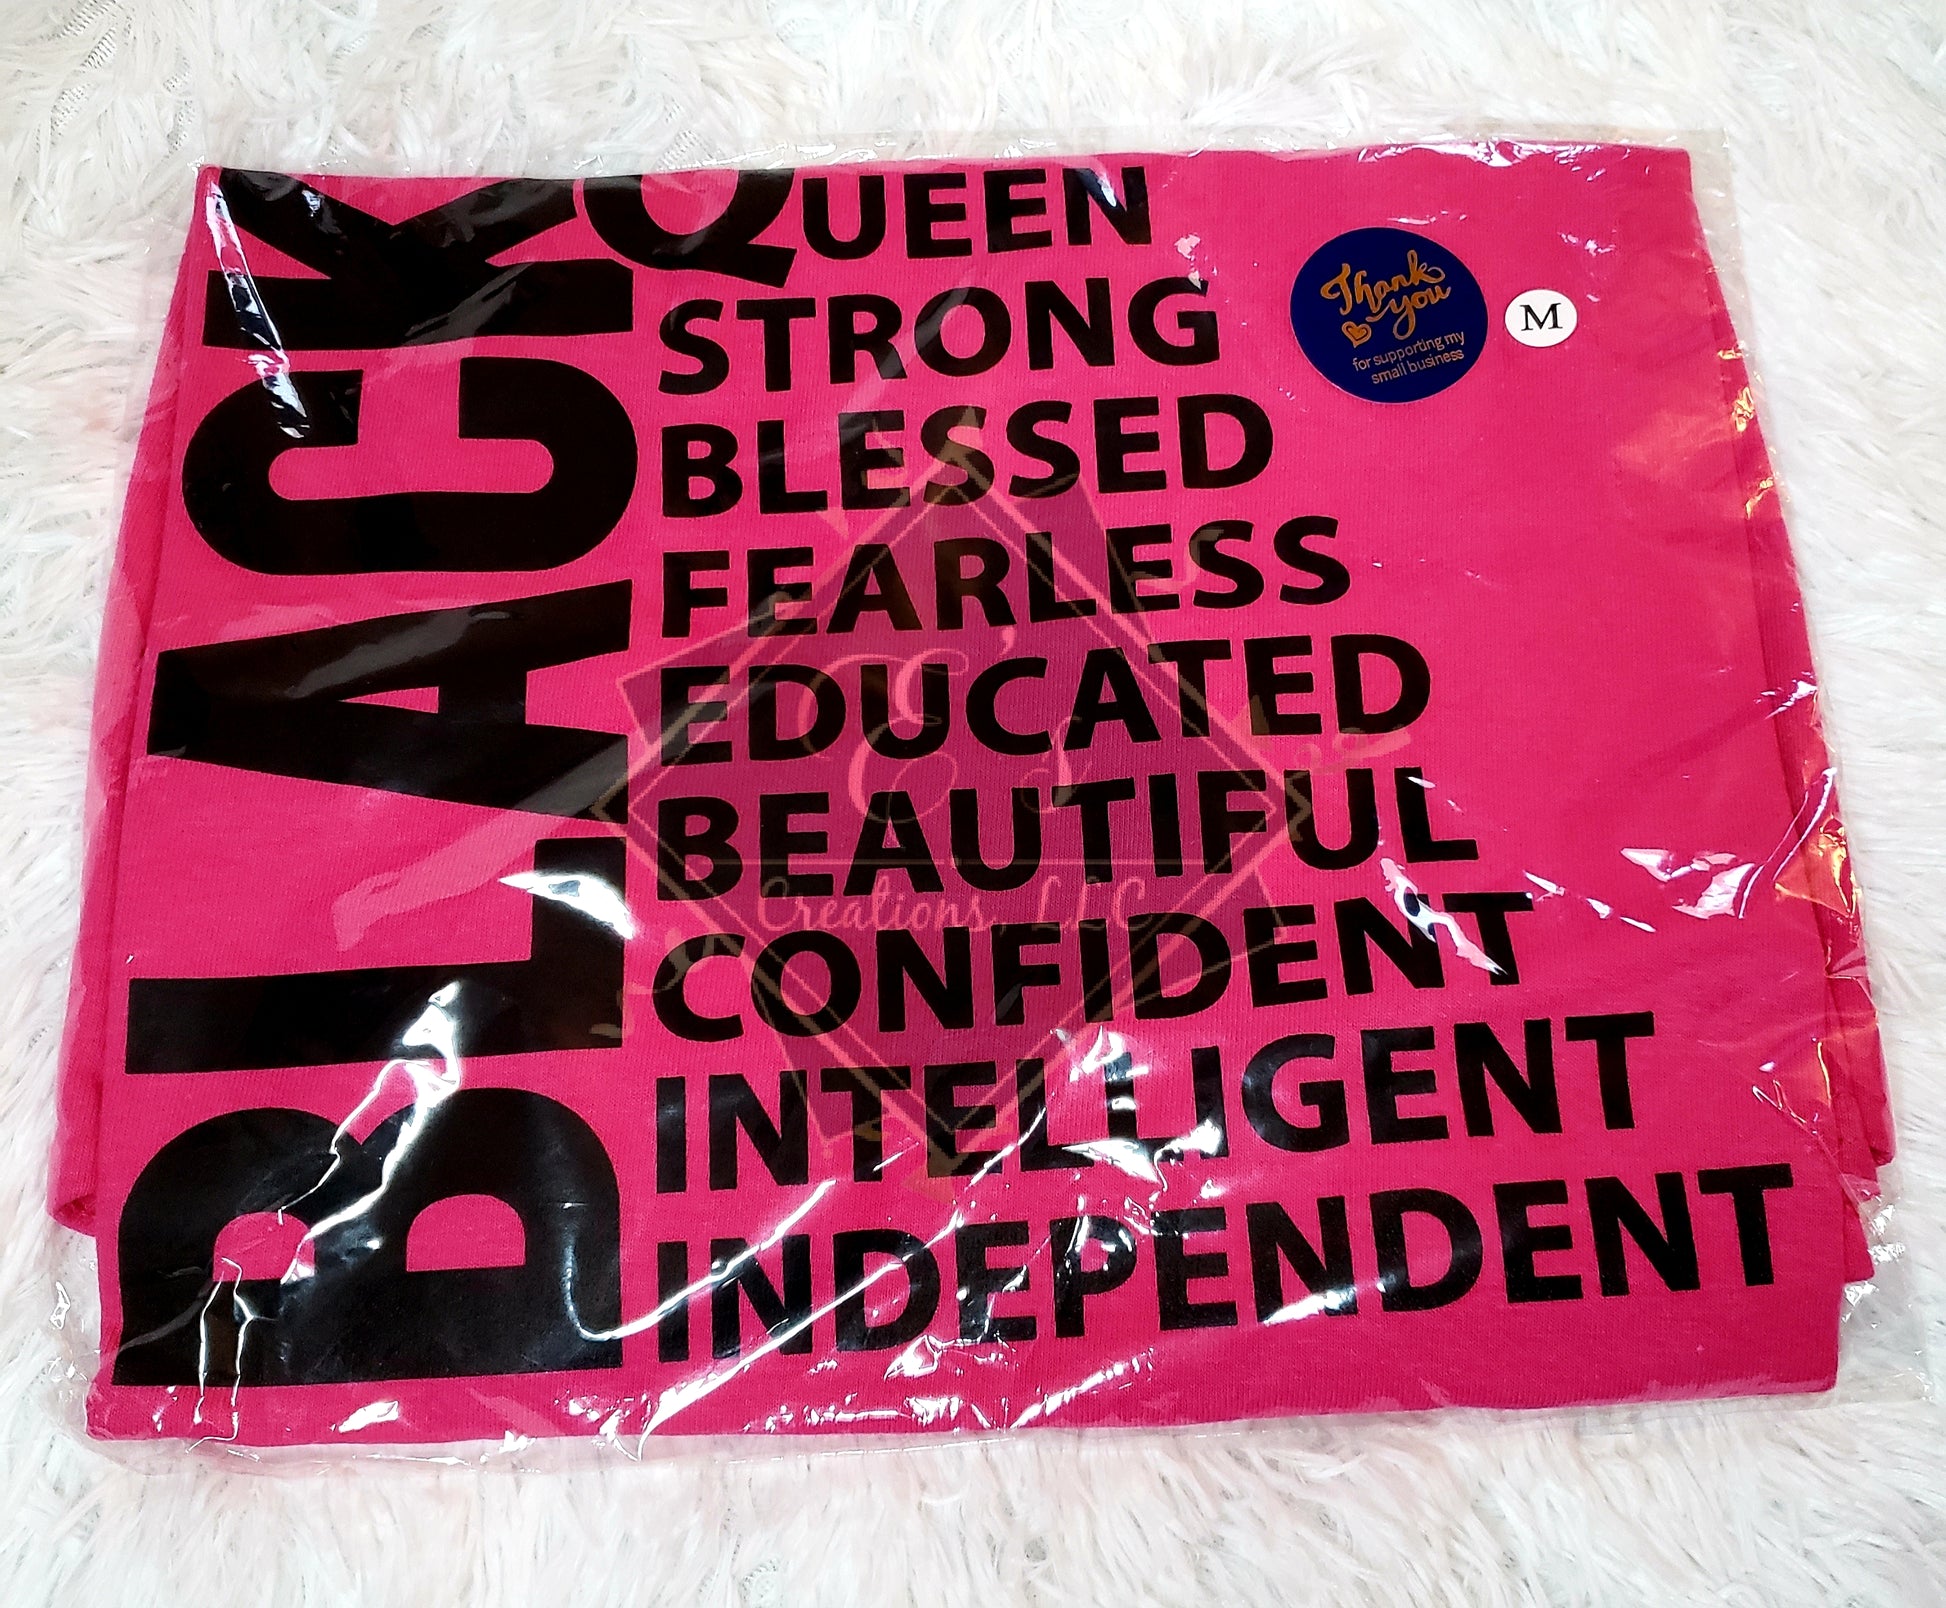 BLACK
QUEEN
STRONG
BLESSED
FEARLESS
EDUCATED
BEAUTIFUL
CONFIDENT
INTELLIGENT
INDEPENDENT
Thank
you
for supporting my
small business
M
Creations, LLC